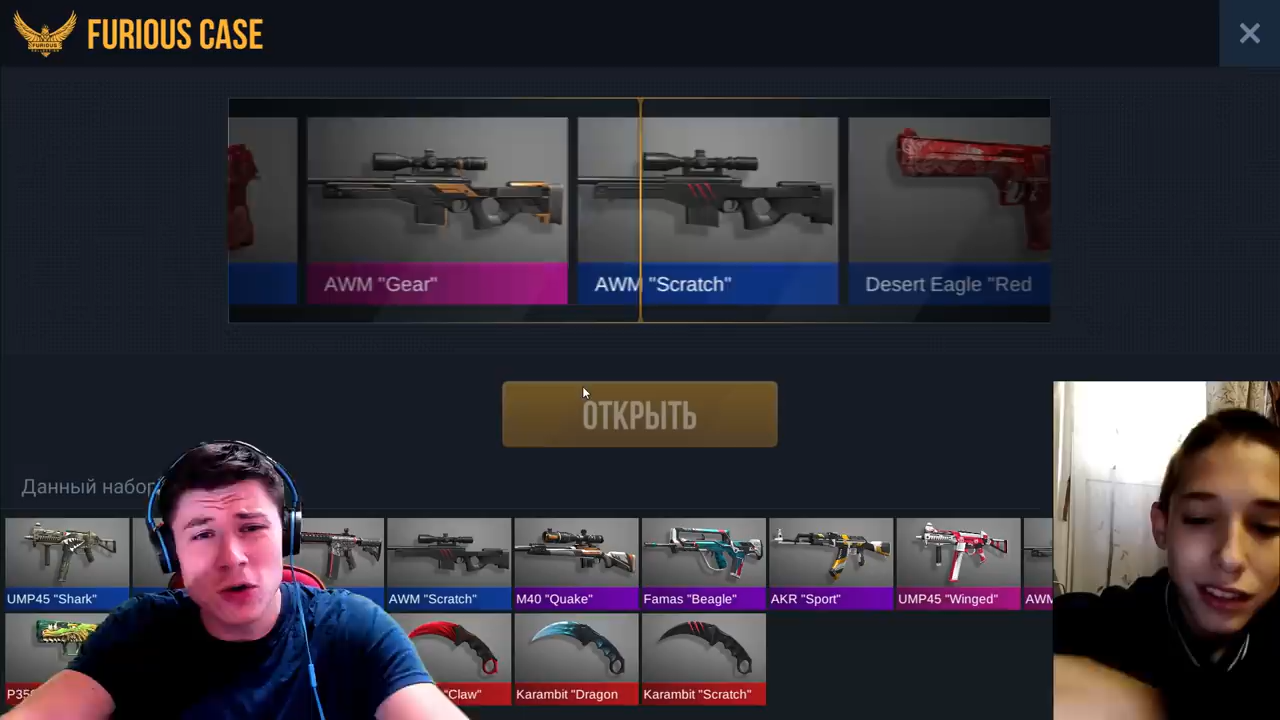 FURIOUS CASE
FURIOUS
AWM "Gear"
AWM "Scratch"
Desert Eagle "Red
ОТКРЫТЬ
Данный набор
UMP45 "Shark"
AWM "Scratch"
M40 "Quake"
Famas "Beagle"
AKR "Sport"
UMP45 "Winged"
AWM
"Claw"
Karambit "Dragon
Karambit "Scratch"